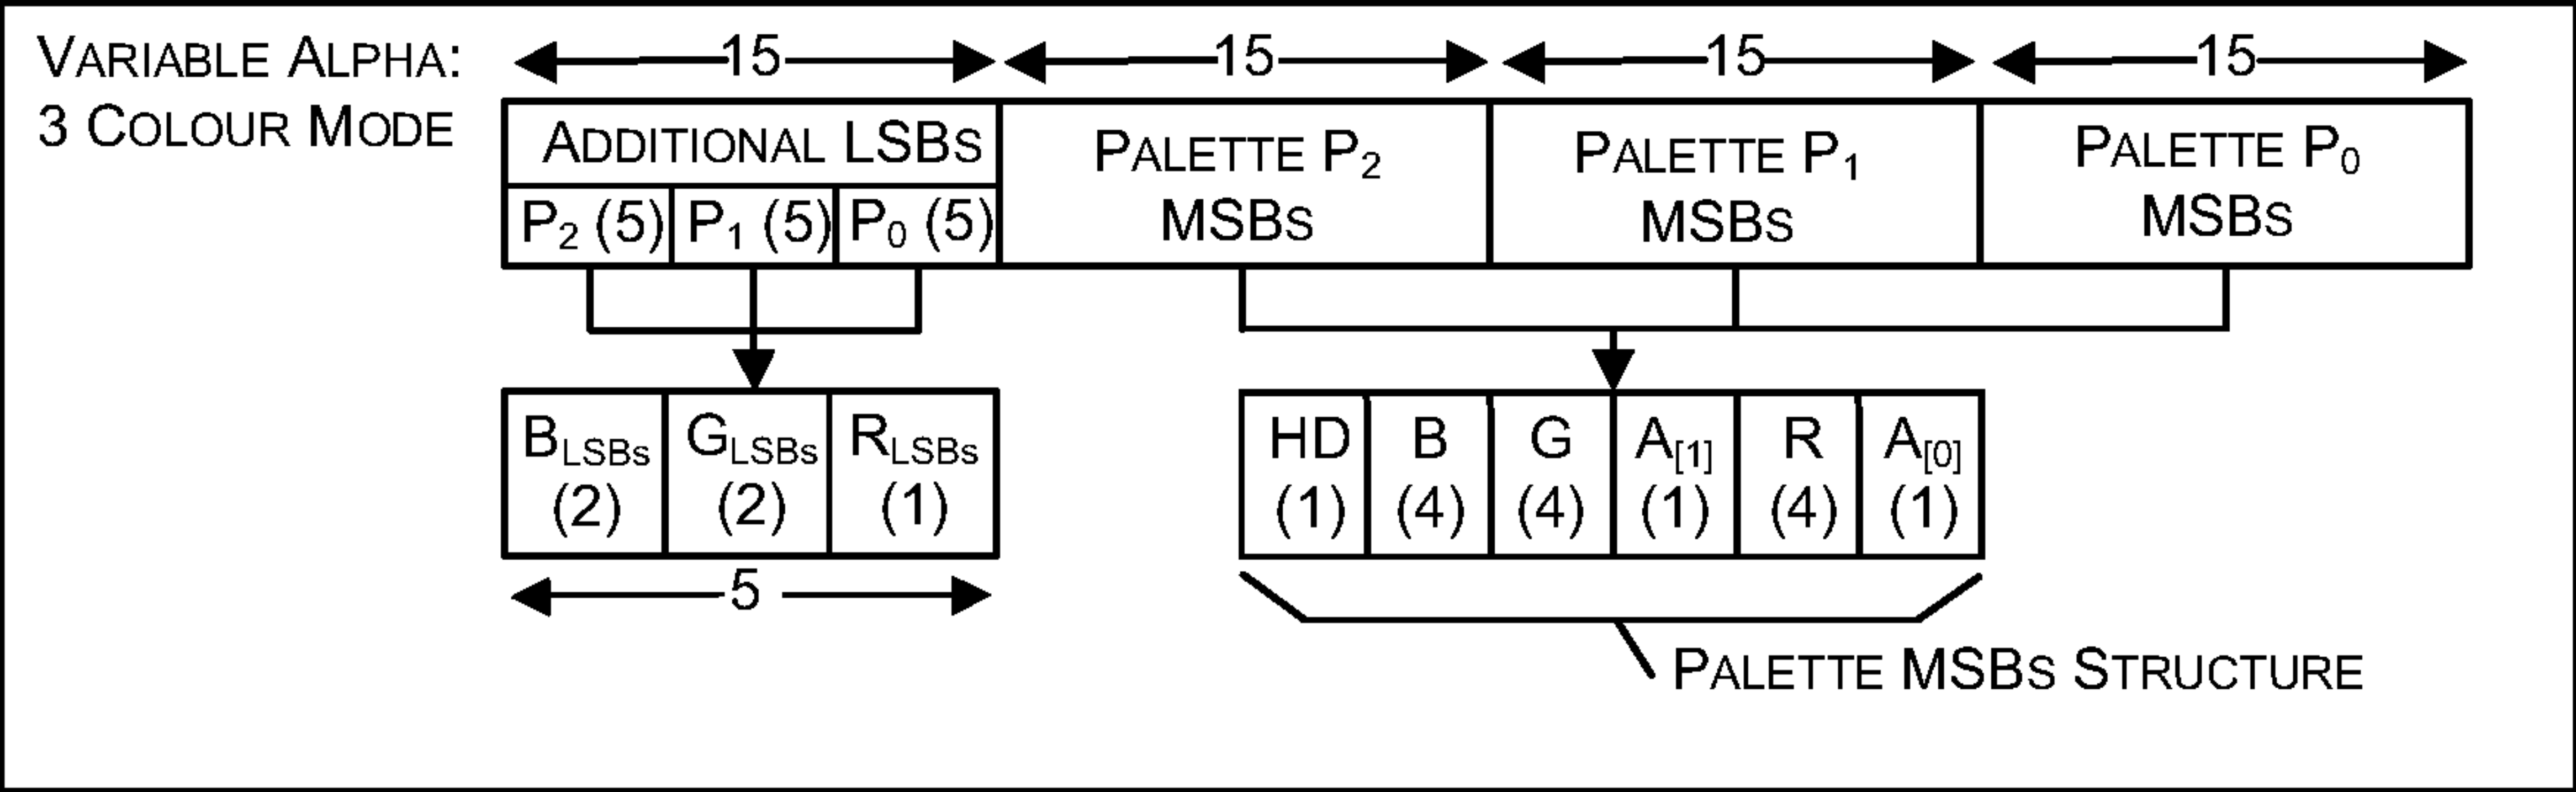 VARIABLE ALPHA:
3 COLOUR MODE
15 15 15 15
ADDITIONAL LSBS
P2 (5) P1 (5) P0 (5)
PALETTE P2
MSBS
PALETTE P1
MSBS
PALETTE P0
MSBS
BLSBs (2)
GLSBs (2)
RLSBs (1)
5
HD (1)
B (4)
G (4)
A[1] (1)
R (4)
A[0] (1)
PALETTE MSBS STRUCTURE